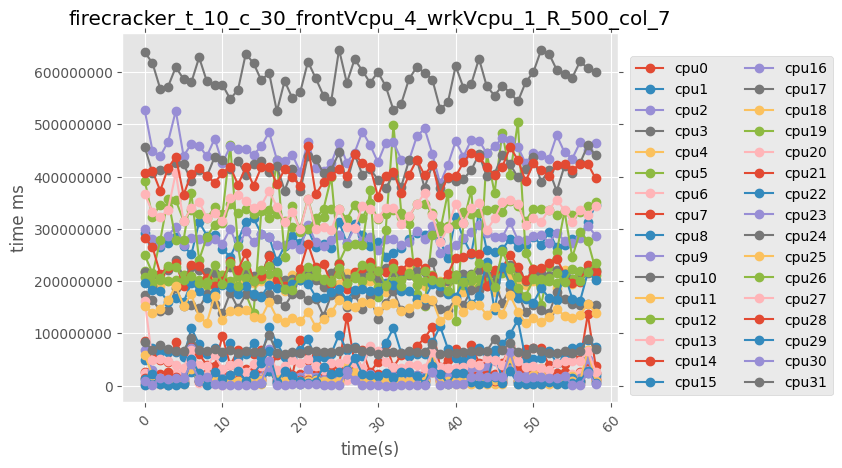 firecracker_t_10_c_30_frontVcpu_4_wrkVcpu_1_R_500_col_7
time ms
600000000
500000000
400000000
300000000
200000000
100000000
0
0
10
20
30
40
50
60
time(s)
cpu0
cpu1
cpu2
cpu3
cpu4
cpu5
cpu6
cpu7
cpu8
cpu9
cpu10
cpu11
cpu12
cpu13
cpu14
cpu15
cpu16
cpu17
cpu18
cpu19
cpu20
cpu21
cpu22
cpu23
cpu24
cpu25
cpu26
cpu27
cpu28
cpu29
cpu30
cpu31